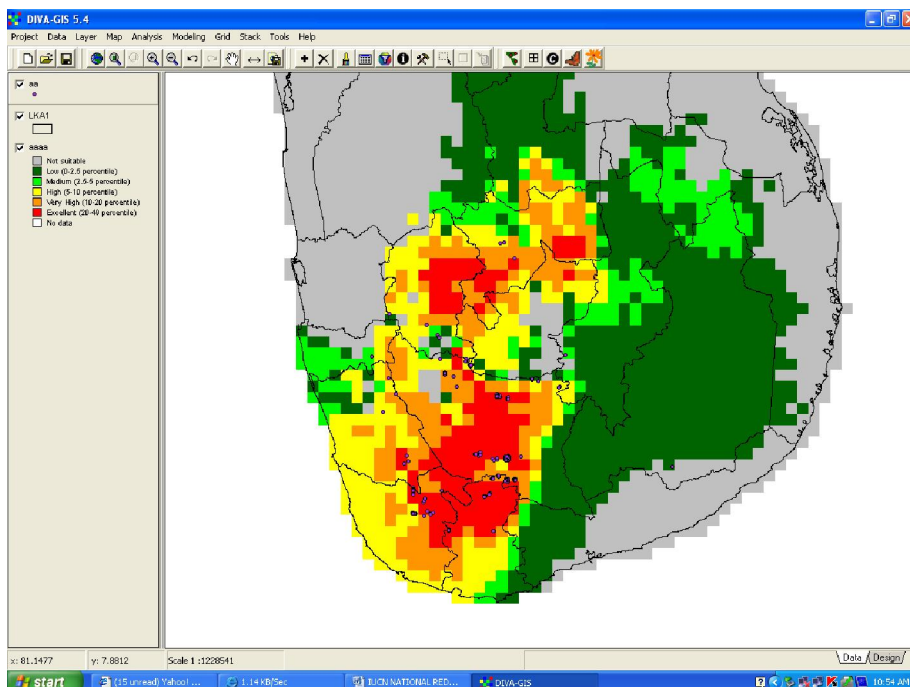 DIVA-GIS 5.4
Project Data Layer Map Analysis Modeling Grid Stack Tools Help
aa
LKA1
aaaa
Not suitable
Low (0-2.5 percentile)
Medium (2.5-5 percentile)
High (5-10 percentile)
Very High (10-20 percentile)
Excellent (20-40 percentile)
No data
x: 81.1477 y: 7.8812 Scale 1 :1228541 Data Design
start (15 unread) Yahoo! ... 1.14 KB/Sec IUCN NATIONAL RED... DIVA-GIS 10:54 AM